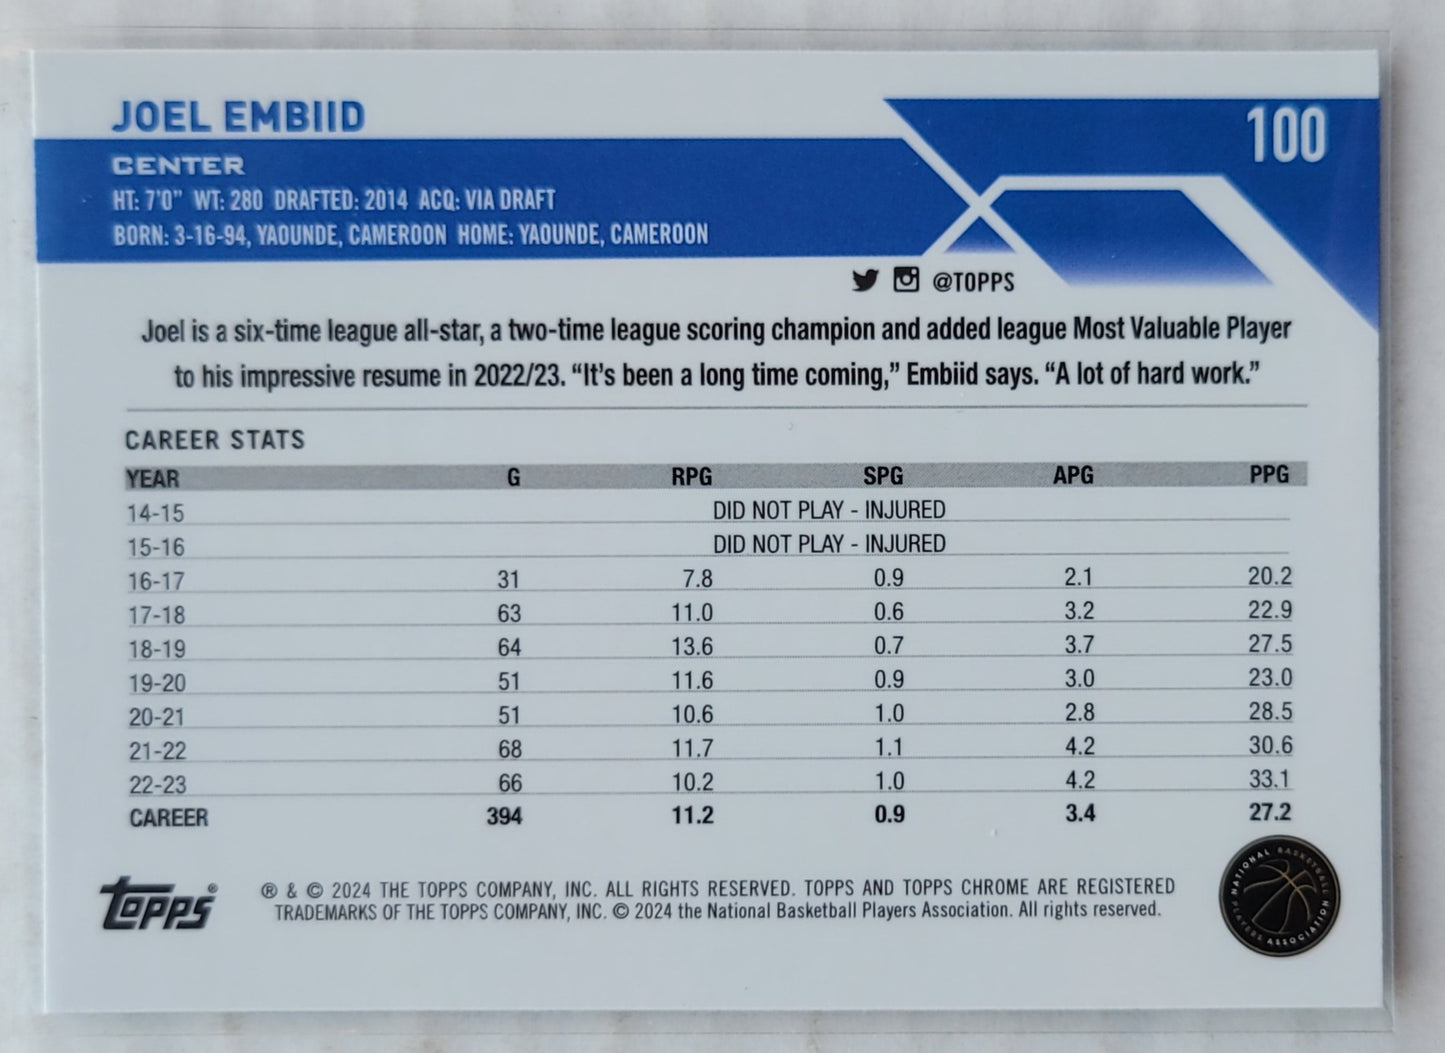 JOEL EMBIID
100
CENTER
HT: 7'0" WT: 280 DRAFTED: 2014 ACQ: VIA DRAFT
BORN: 3-16-94, YAOUNDE, CAMEROON HOME: YAOUNDE, CAMEROON
@TOPPS
Joel is a six-time league all-star, a two-time league scoring champion and added league Most Valuable Player
to his impressive resume in 2022/23. “It’s been a long time coming,” Embiid says. “A lot of hard work.”
CAREER STATS
YEAR G RPG SPG APG PPG
14-15 DID NOT PLAY - INJURED
15-16 DID NOT PLAY - INJURED
16-17 31 7.8 0.9 2.1 20.2
17-18 63 11.0 0.6 3.2 22.9
18-19 64 13.6 0.7 3.7 27.5
19-20 51 11.6 0.9 3.0 23.0
20-21 51 10.6 1.0 2.8 28.5
21-22 68 11.7 1.1 4.2 30.6
22-23 66 10.2 1.0 4.2 33.1
CAREER 394 11.2 0.9 3.4 27.2
TOPPS®
® & © 2024 THE TOPPS COMPANY, INC. ALL RIGHTS RESERVED. TOPPS AND TOPPS CHROME ARE REGISTERED
TRADEMARKS OF THE TOPPS COMPANY, INC. © 2024 the National Basketball Players Association. All rights reserved.
NATIONAL BASKETBALL PLAYERS ASSOCIATION